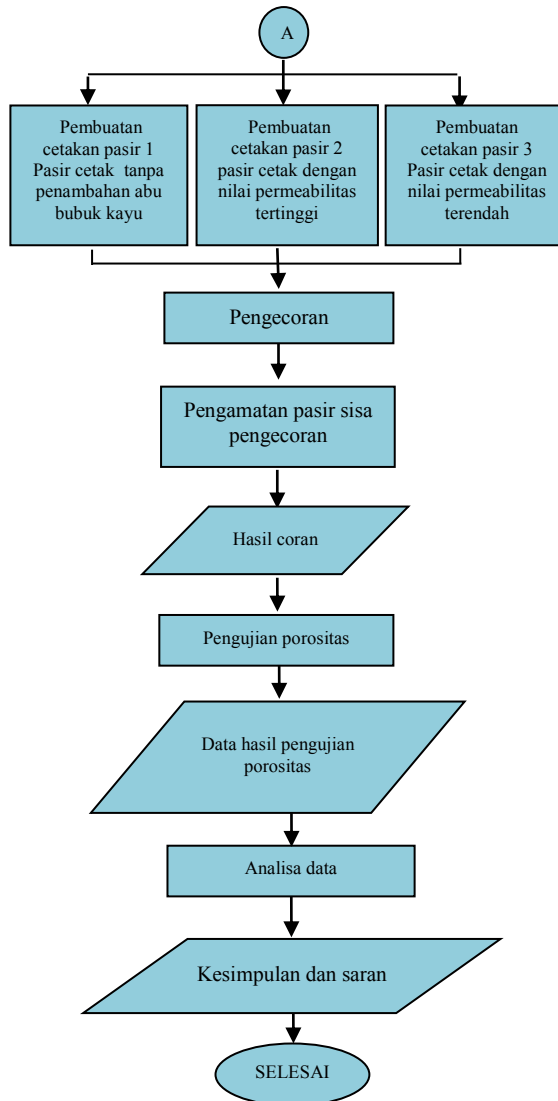 A
Pembuatan
cetakan pasir 1
Pasir cetak tanpa
penambahan abu
bubuk kayu
Pembuatan
cetakan pasir 2
pasir cetak dengan
nilai permeabilitas
tertinggi
Pembuatan
cetakan pasir 3
Pasir cetak dengan
nilai permeabilitas
terendah
Pengecoran
Pengamatan pasir sisa
pengecoran
Hasil coran
Pengujian porositas
Data hasil pengujian
porositas
Analisa data
Kesimpulan dan saran
SELESAI